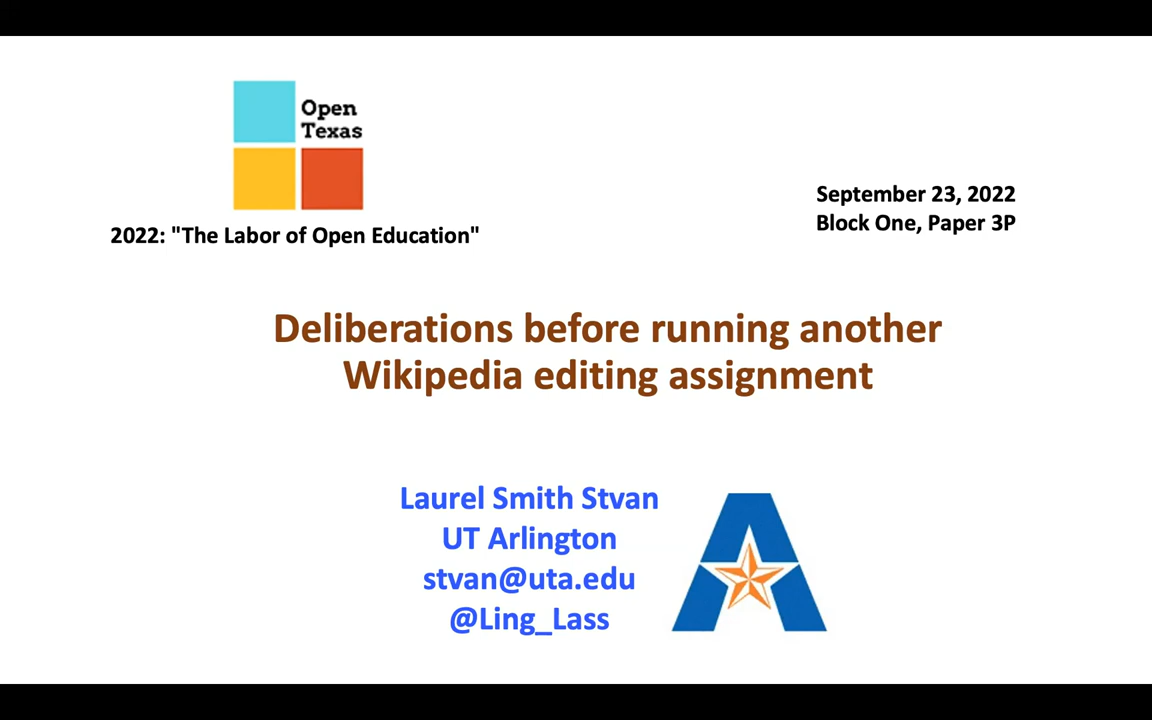 Open
Texas
2022: "The Labor of Open Education"
September 23, 2022
Block One, Paper 3P
Deliberations before running another
Wikipedia editing assignment
Laurel Smith Stvan
UT Arlington
stvan@uta.edu
@Ling_Lass